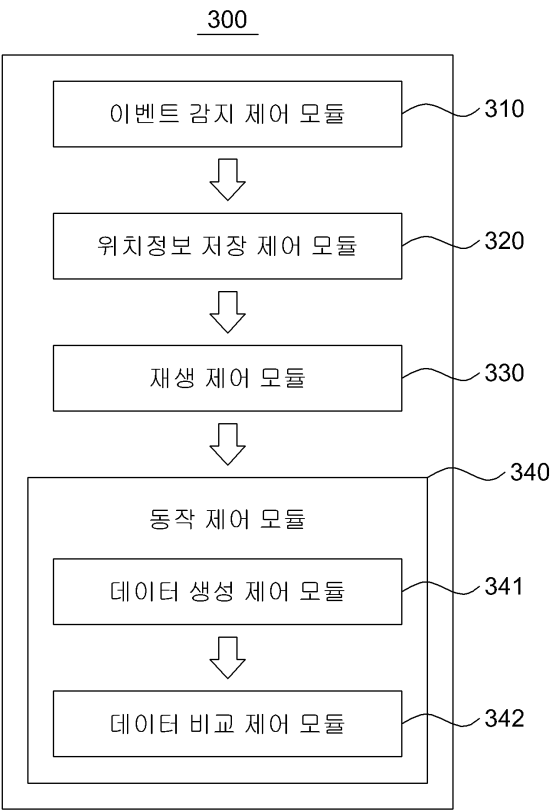 300
이벤트 감지 제어 모듈
310
위치정보 저장 제어 모듈
320
재생 제어 모듈
330
340
동작 제어 모듈
데이터 생성 제어 모듈
341
데이터 비교 제어 모듈
342